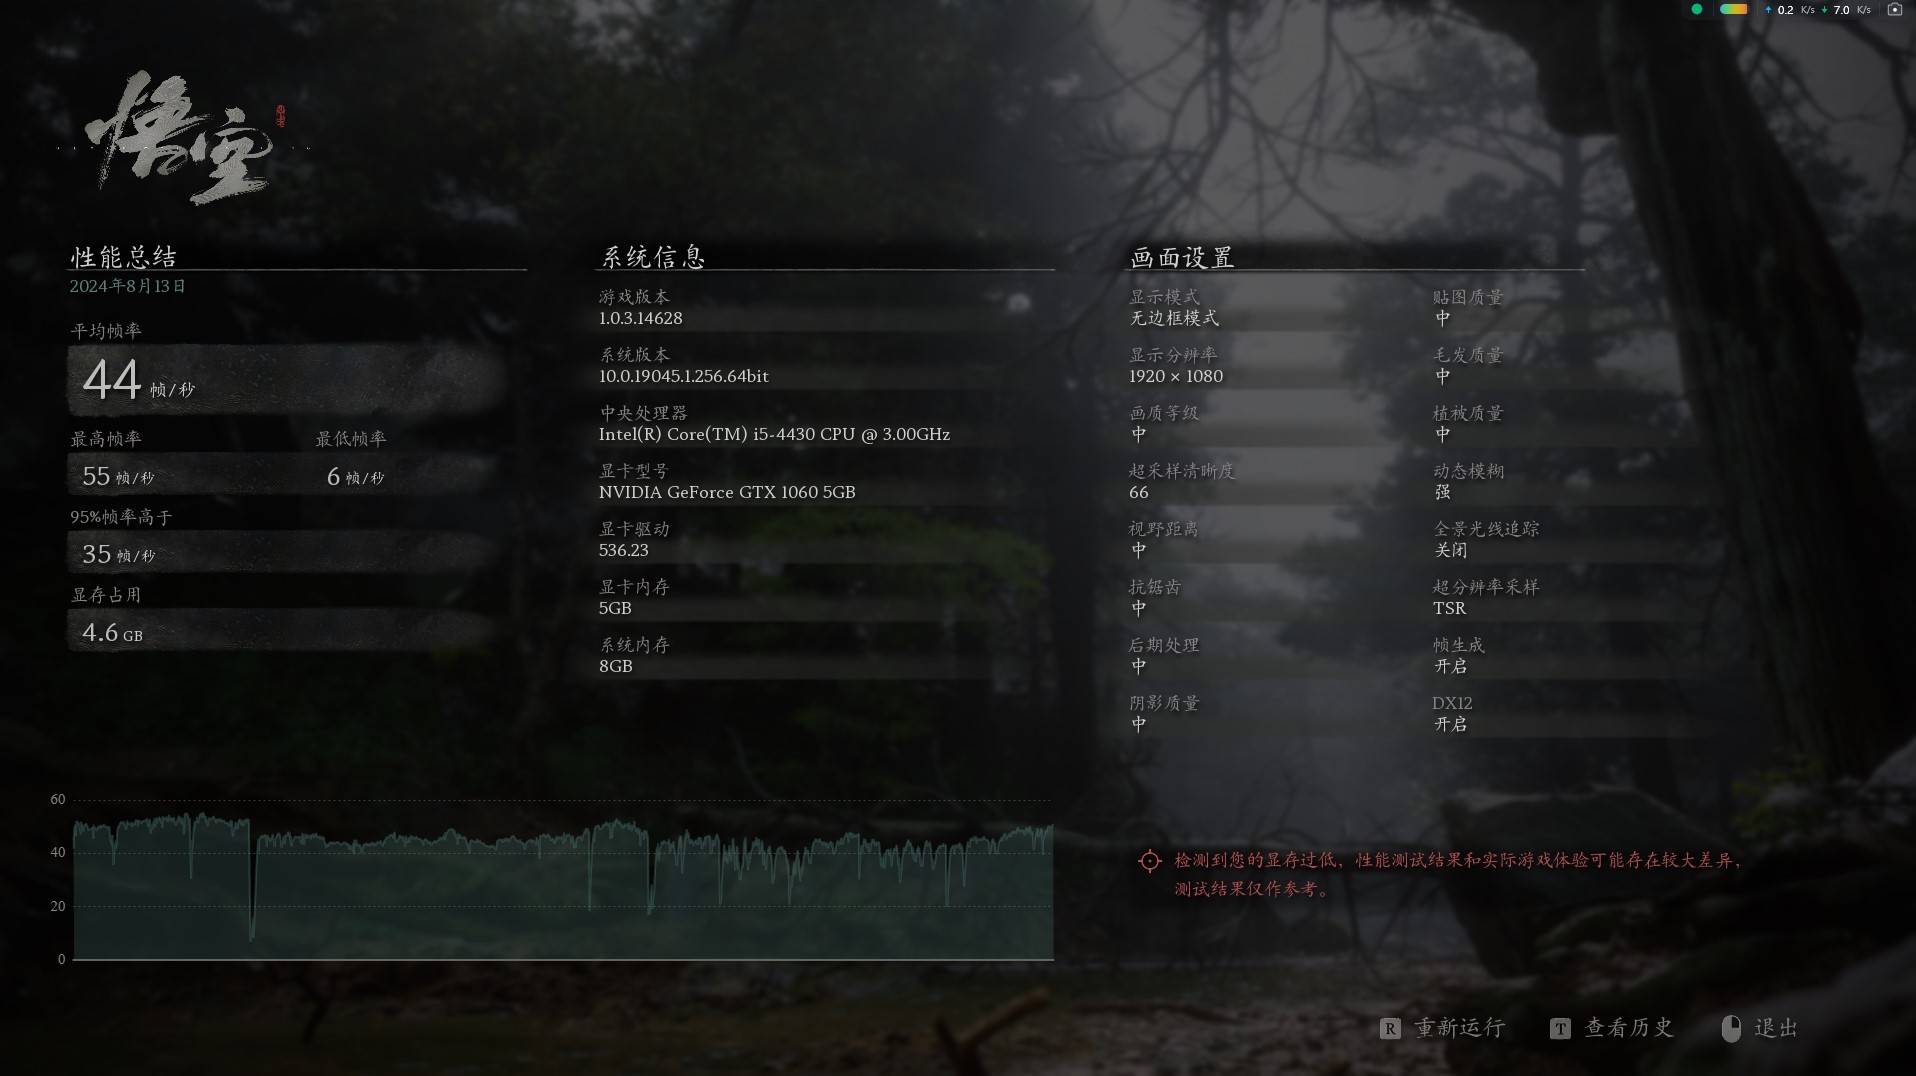 0.2 K/s 7.0 K/s
悟空
性能总结
2024年8月13日
平均帧率
44 帧/秒
最高帧率 最低帧率
55 帧/秒 6 帧/秒
95%帧率高于
35 帧/秒
显存占用
4.6 GB
系统信息
游戏版本
1.0.3.14628
系统版本
10.0.19045.1.256.64bit
中央处理器
Intel(R) Core(TM) i5-4430 CPU @ 3.00GHz
显卡型号
NVIDIA GeForce GTX 1060 5GB
显卡驱动
536.23
显卡内存
5GB
系统内存
8GB
画面设置
显示模式
无边框模式
显示分辨率
1920 × 1080
画质等级
中
超采样清晰度
66
视野距离
中
抗锯齿
中
后期处理
中
阴影质量
中
贴图质量
中
毛发质量
中
植被质量
中
动态模糊
强
全景光线追踪
关闭
超分辨率采样
TSR
帧生成
开启
DX12
开启
60
40
20
0
检测到您的显存过低，性能测试结果和实际游戏体验可能存在较大差异，
测试结果仅作参考。
R 重新运行 T 查看历史 退出